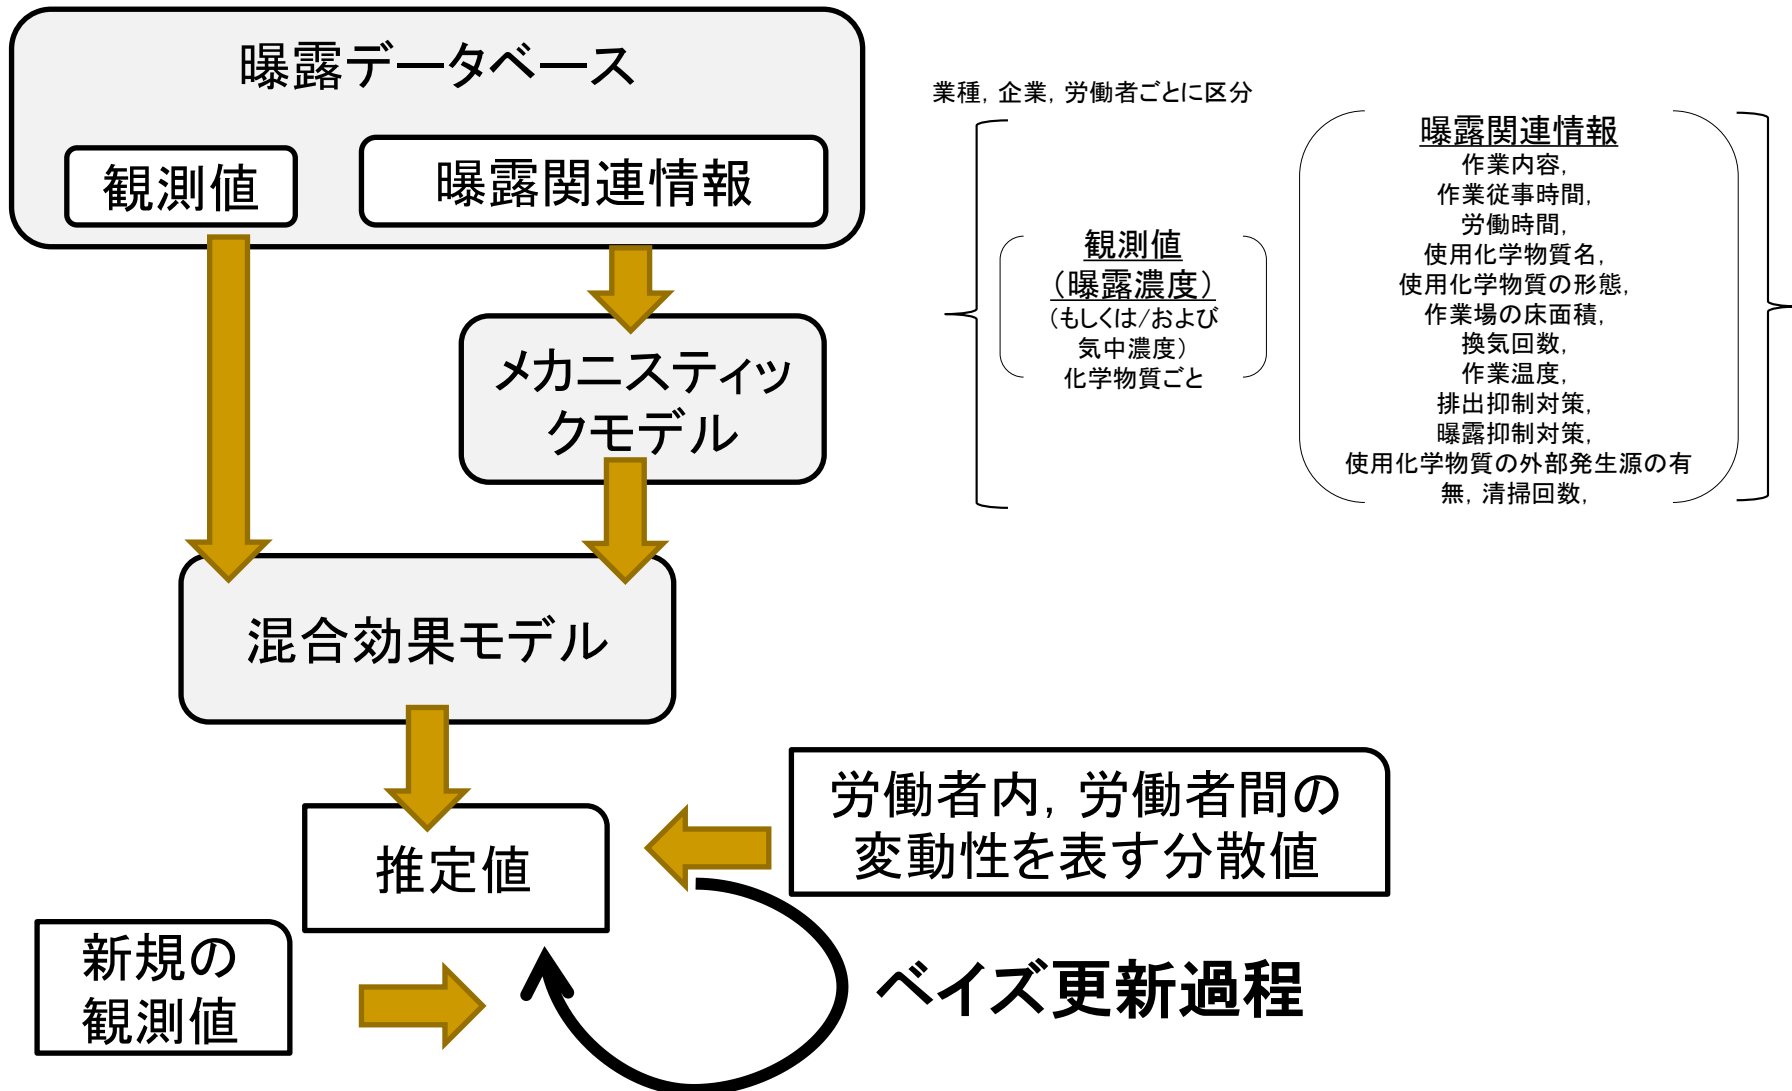 曝露データベース
観測値
曝露関連情報
メカニスティッ
クモデル
混合効果モデル
推定値
労働者内, 労働者間の
変動性を表す分散値
新規の
観測値
ベイズ更新過程
業種, 企業, 労働者ごとに区分
観測値
(曝露濃度)
(もしくは/および
気中濃度)
化学物質ごと
曝露関連情報
作業内容,
作業従事時間,
労働時間,
使用化学物質名,
使用化学物質の形態,
作業場の床面積,
換気回数,
作業温度,
排出抑制対策,
曝露抑制対策,
使用化学物質の外部発生源の有
無, 清掃回数,